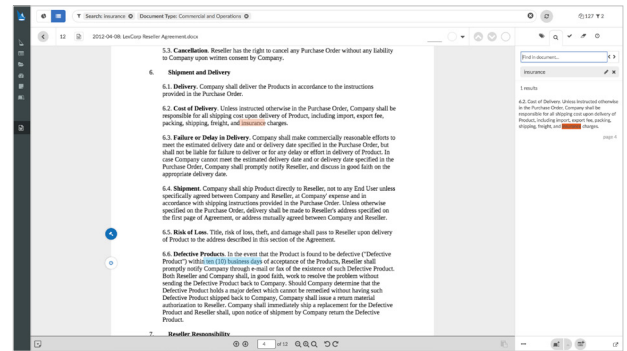 Search: insurance
Document Type: Commercial and Operations
127 2
12 2012-04-08: LexCorp Reseller Agreement.docx
Find in document...
insurance
1 results
6.2. Cost of Delivery. Unless instructed otherwise
in the Purchase Order, Company shall be
responsible for all shipping cost upon delivery of
Product, including import, export fee, packing,
shipping, freight, and insurance charges.
page 4
5.3. Cancellation. Reseller has the right to cancel any Purchase Order without any liability
to Company upon written consent by Company.
6. Shipment and Delivery
6.1. Delivery. Company shall deliver the Products in accordance to the instructions
provided in the Purchase Order.
6.2. Cost of Delivery. Unless instructed otherwise in the Purchase Order, Company shall be
responsible for all shipping cost upon delivery of Product, including import, export fee,
packing, shipping, freight, and insurance charges.
6.3. Failure or Delay in Delivery. Company shall make commercially reasonable efforts to
meet the estimated delivery date and or delivery date specified in the Purchase Order, but
shall not be liable for failure to deliver or for any delay or effort in delivery of Product. In
case Company cannot meet the estimated delivery date and or delivery date specified in the
Purchase Order, Company shall promptly notify Reseller, and discuss in good faith on the
appropriate delivery date.
6.4. Shipment. Company shall ship Product directly to Reseller, not to any End User unless
specifically agreed between Company and Reseller, at Company' expense and in
accordance with shipping instructions provided in the Purchase Order. Unless otherwise
specified on the Purchase Order, delivery shall be made to Reseller's address specified on
the first page of Agreement, or address mutually agreed between Company and Reseller.
6.5. Risk of Loss. Title, risk of loss, theft, and damage shall pass to Reseller upon delivery
of Product to the address described in this section of the Agreement.
6.6. Defective Products. In the event that the Product is found to be defective ("Defective
Product") within ten (10) business days of acceptance of the Products, Reseller shall
promptly notify Company through e-mail or fax of the existence of such Defective Product.
Both Reseller and Company shall, in good faith, work to resolve the problem without
sending the Defective Product back to Company. Should Company determine that the
Defective Product holds a major defect which cannot be remedied without having such
Defective Product shipped back to Company, Company shall issue a return material
authorization to Reseller. Company shall immediately ship a replacement for the Defective
Product and Reseller shall, upon notice of shipment by Company return the Defective
Product.
7. Reseller Responsibility
4 of 12